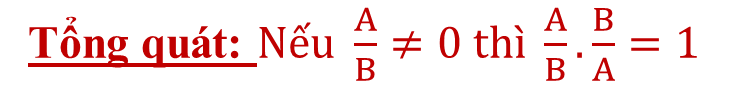 Tổng quát: Nếu A/B ≠ 0 thì A/B . B/A = 1